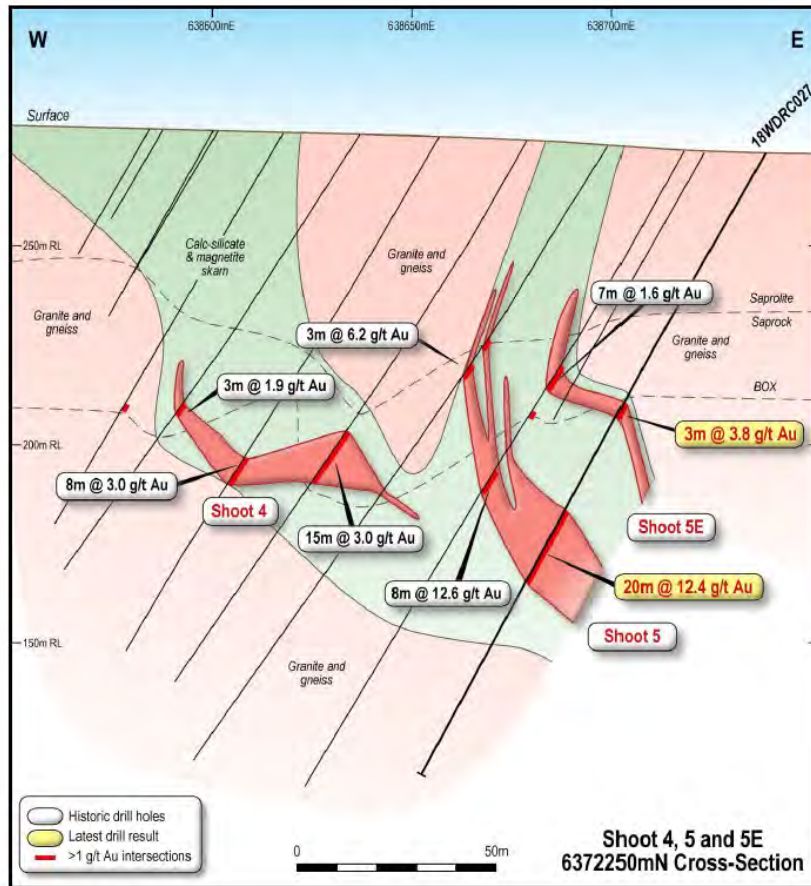 638600mE
638650mE
638700mE
W
E
18WDRC027
Surface
250m RL
Calc-silicate
& magnetite
skarn
Granite and
gneiss
Granite and
gneiss
7m @ 1.6 g/t Au
Saprolite
Saprock
3m @ 6.2 g/t Au
Granite and
gneiss
3m @ 1.9 g/t Au
BOX
200m RL
3m @ 3.8 g/t Au
8m @ 3.0 g/t Au
Shoot 4
15m @ 3.0 g/t Au
Shoot 5E
8m @ 12.6 g/t Au
20m @ 12.4 g/t Au
Shoot 5
150m RL
Granite and
gneiss
Historic drill holes
Latest drill result
>1 g/t Au intersections
0
50m
Shoot 4, 5 and 5E
6372250mN Cross-Section